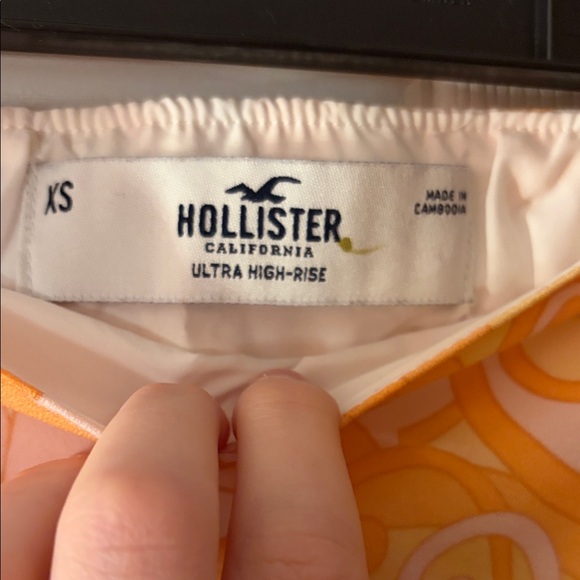 XS
HOLLISTER
CALIFORNIA
ULTRA HIGH-RISE
MADE IN
CAMBODIA